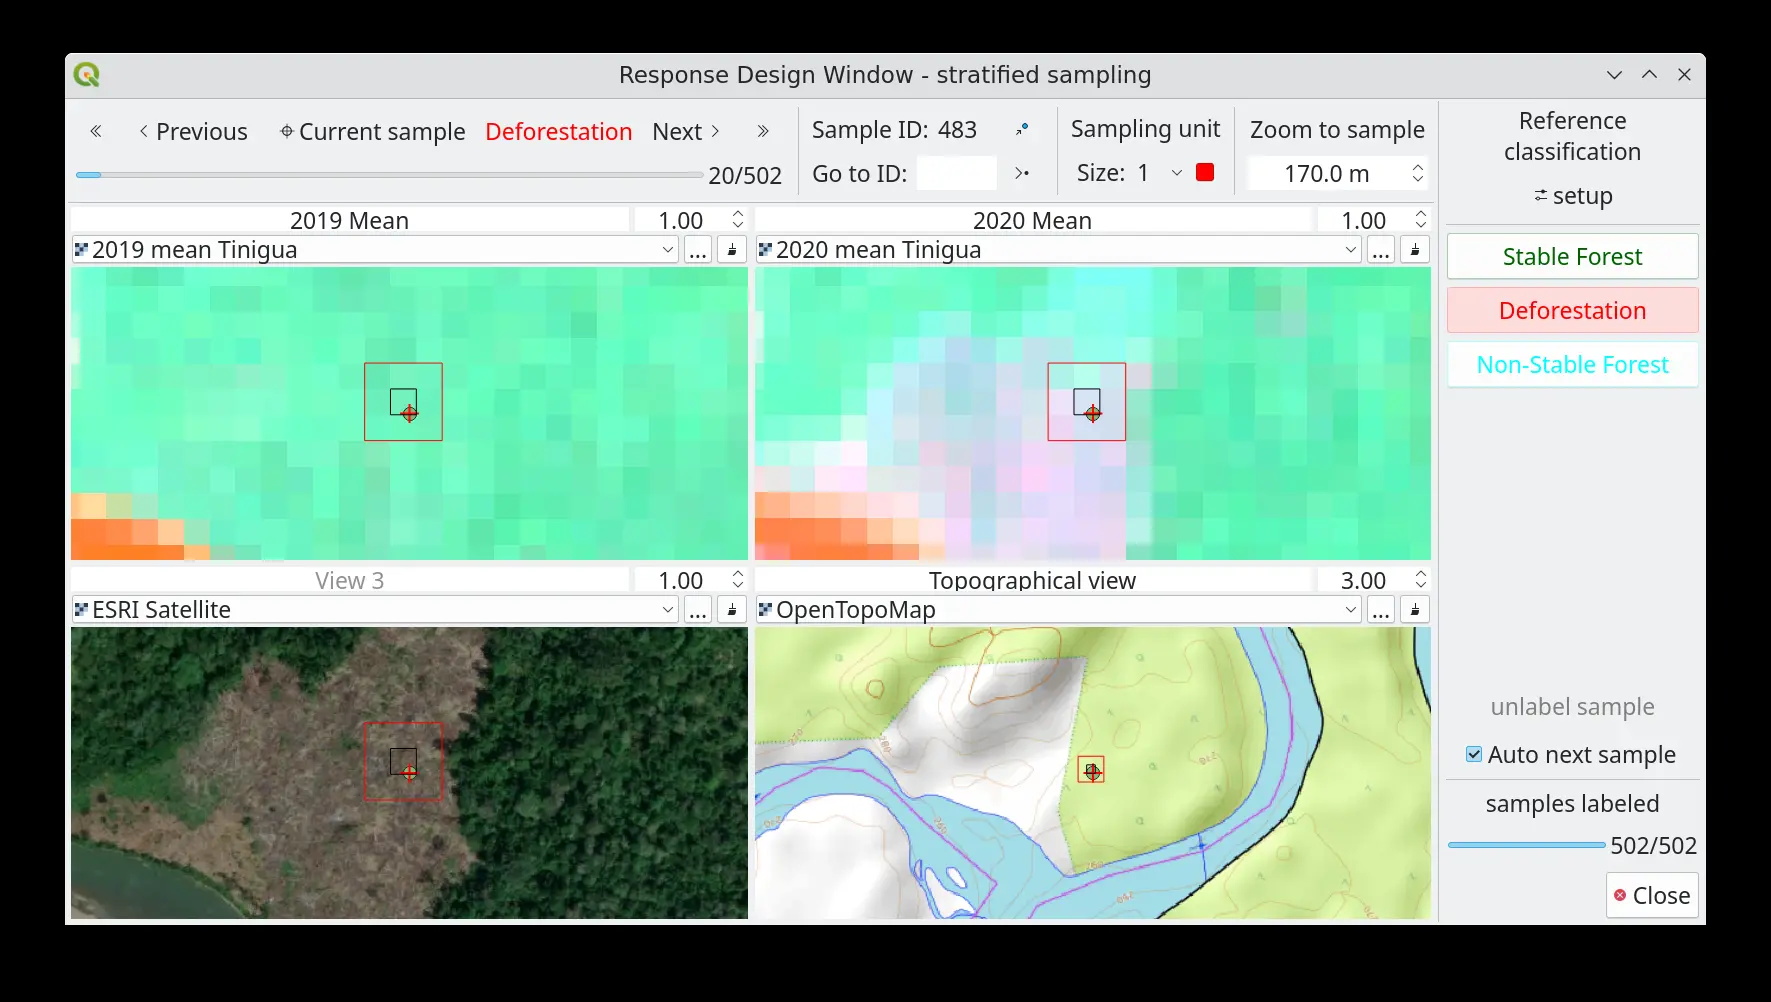 Response Design Window - stratified sampling
Previous Current sample Deforestation Next
20/502
Sample ID: 483
Go to ID:
Sampling unit
Size: 1
Zoom to sample
170.0 m
Reference
classification
setup
2019 Mean 1.00
2019 mean Tinigua ...
2020 Mean 1.00
2020 mean Tinigua ...
View 3 1.00
ESRI Satellite ...
Topographical view 3.00
OpenTopoMap ...
260
260
Stable Forest
Deforestation
Non-Stable Forest
unlabel sample
Auto next sample
samples labeled
502/502
Close